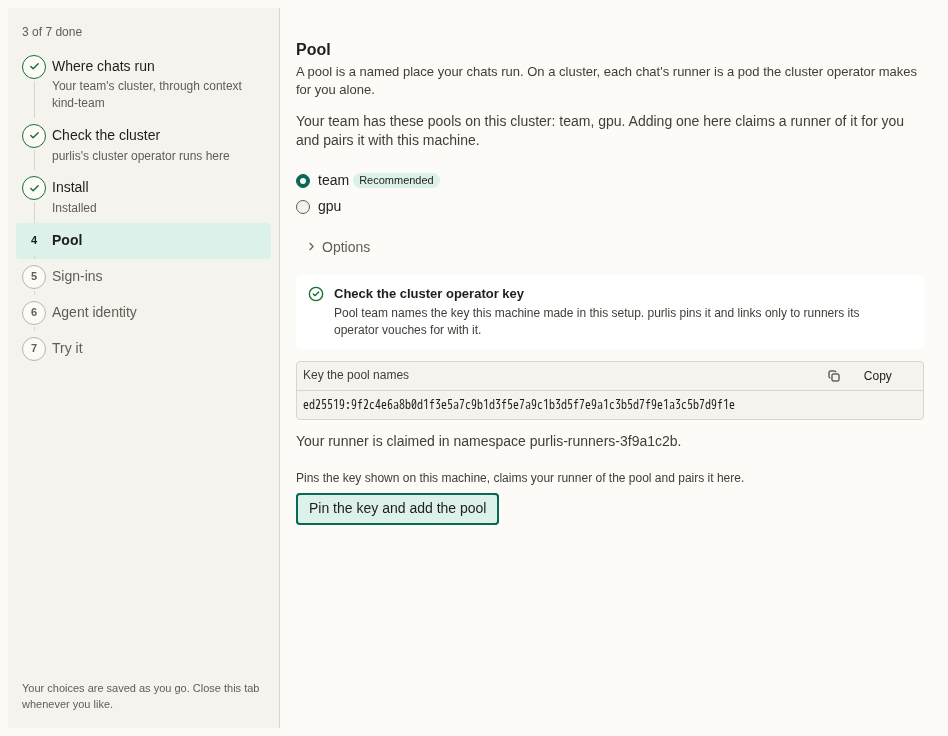 3 of 7 done
Where chats run
Your team's cluster, through context
kind-team
Check the cluster
purlis's cluster operator runs here
Install
Installed
4 Pool
5 Sign-ins
6 Agent identity
7 Try it
Your choices are saved as you go. Close this tab
whenever you like.
Pool
A pool is a named place your chats run. On a cluster, each chat's runner is a pod the cluster operator makes
for you alone.
Your team has these pools on this cluster: team, gpu. Adding one here claims a runner of it for you
and pairs it with this machine.
team Recommended
gpu
Options
Check the cluster operator key
Pool team names the key this machine made in this setup. purlis pins it and links only to runners its
operator vouches for with it.
Key the pool names Copy
ed25519:9f2c4e6a8b0d1f3e5a7c9b1d3f5e7a9c1b3d5f7e9a1c3b5d7f9e1a3c5b7d9f1e
Your runner is claimed in namespace purlis-runners-3f9a1c2b.
Pins the key shown on this machine, claims your runner of the pool and pairs it here.
Pin the key and add the pool